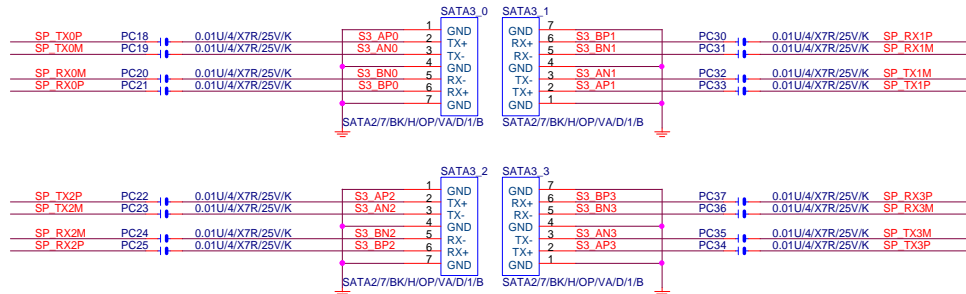 SATA3_0 SATA3_1
1 GND GND 7
SP_TX0P PC18 0.01U/4/X7R/25V/K S3_AP0 2 TX+ RX+ 6 S3_BP1 PC30 0.01U/4/X7R/25V/K SP_RX1P
SP_TX0M PC19 0.01U/4/X7R/25V/K S3_AN0 3 TX- RX- 5 S3_BN1 PC31 0.01U/4/X7R/25V/K SP_RX1M
4 GND GND 4
SP_RX0M PC20 0.01U/4/X7R/25V/K S3_BN0 5 RX- TX- 3 S3_AN1 PC32 0.01U/4/X7R/25V/K SP_TX1M
SP_RX0P PC21 0.01U/4/X7R/25V/K S3_BP0 6 RX+ TX+ 2 S3_AP1 PC33 0.01U/4/X7R/25V/K SP_TX1P
7 GND GND 1
SATA2/7/BK/H/OP/VA/D/1/B SATA2/7/BK/H/OP/VA/D/1/B
SATA3_2 SATA3_3
1 GND GND 7
SP_TX2P PC22 0.01U/4/X7R/25V/K S3_AP2 2 TX+ RX+ 6 S3_BP3 PC37 0.01U/4/X7R/25V/K SP_RX3P
SP_TX2M PC23 0.01U/4/X7R/25V/K S3_AN2 3 TX- RX- 5 S3_BN3 PC36 0.01U/4/X7R/25V/K SP_RX3M
4 GND GND 4
SP_RX2M PC24 0.01U/4/X7R/25V/K S3_BN2 5 RX- TX- 3 S3_AN3 PC35 0.01U/4/X7R/25V/K SP_TX3M
SP_RX2P PC25 0.01U/4/X7R/25V/K S3_BP2 6 RX+ TX+ 2 S3_AP3 PC34 0.01U/4/X7R/25V/K SP_TX3P
7 GND GND 1
SATA2/7/BK/H/OP/VA/D/1/B SATA2/7/BK/H/OP/VA/D/1/B